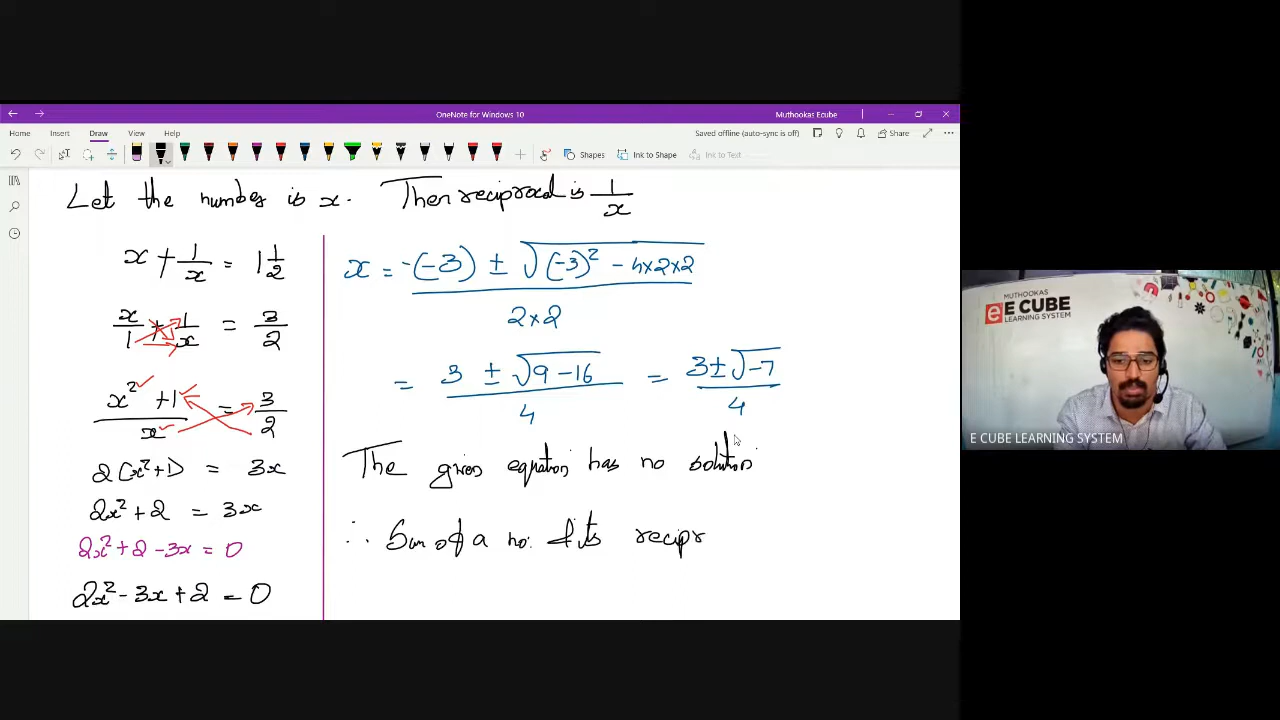 OneNote for Windows 10
Muthookas Ecube
Home Insert Draw View Help
Saved offline (auto-sync is off)
Share
Shapes
Ink to Shape
Ink to Text
Let the number is x. Then reciprocal is 1/x
x + 1/x = 1 1/2
x/1 + 1/x = 3/2
x² + 1 / x = 3/2
2(x²+1) = 3x
2x² + 2 = 3x
2x² + 2 - 3x = 0
2x² - 3x + 2 = 0
x = -(-3) ± √(-3)² - 4×2×2 / 2×2
= 3 ± √9 - 16 / 4 = 3 ± √-7 / 4
The given equation has no solution
∴ Sum of a no. & its recipr
MUTHOOKAS
e E CUBE
LEARNING SYSTEM
E CUBE LEARNING SYSTEM